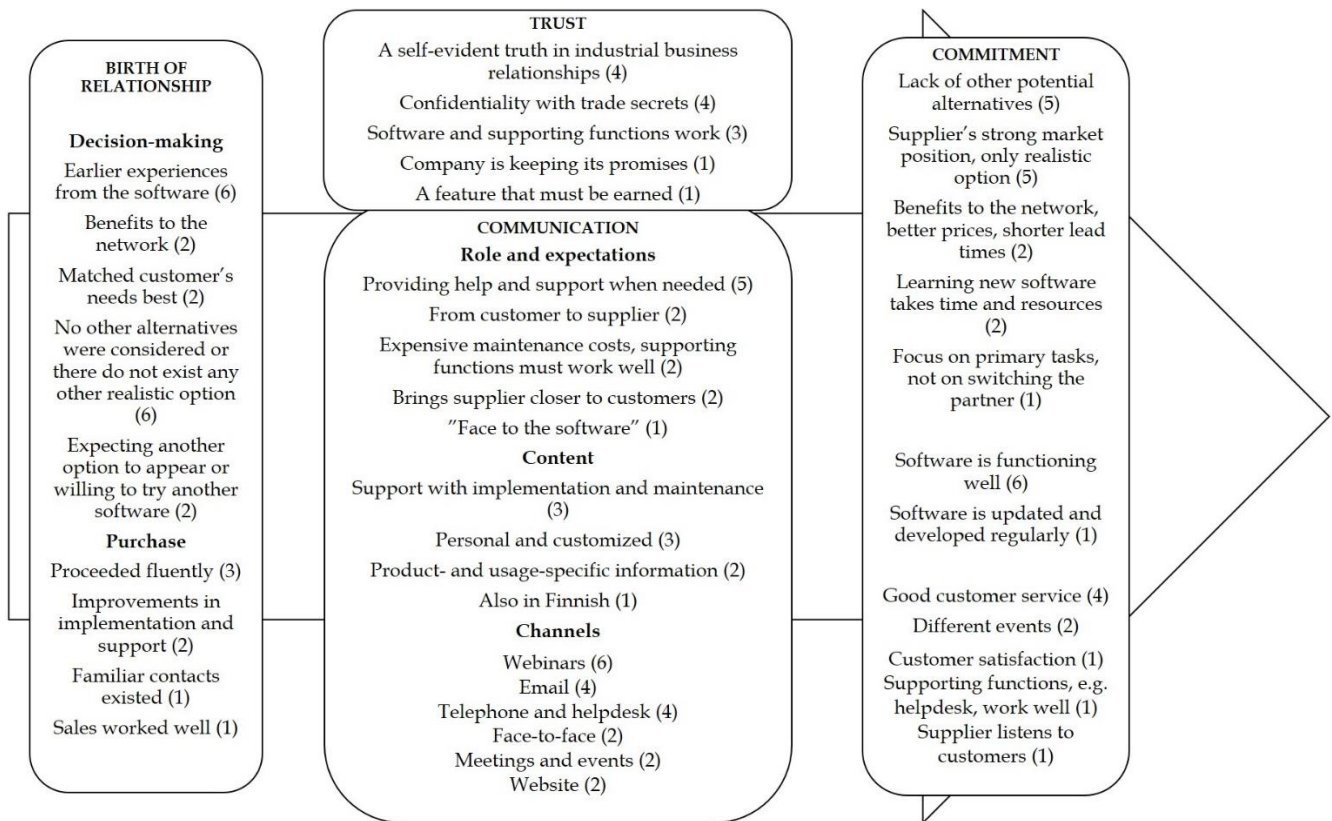 BIRTH OF
RELATIONSHIP
Decision-making
Earlier experiences
from the software (6)
Benefits to the
network (2)
Matched customer's
needs best (2)
No other alternatives
were considered or
there do not exist any
other realistic option
(6)
Expecting another
option to appear or
willing to try another
software (2)
Purchase
Proceeded fluently (3)
Improvements in
implementation and
support (2)
Familiar contacts
existed (1)
Sales worked well (1)
TRUST
A self-evident truth in industrial business
relationships (4)
Confidentiality with trade secrets (4)
Software and supporting functions work (3)
Company is keeping its promises (1)
A feature that must be earned (1)
COMMUNICATION
Role and expectations
Providing help and support when needed (5)
From customer to supplier (2)
Expensive maintenance costs, supporting
functions must work well (2)
Brings supplier closer to customers (2)
”Face to the software” (1)
Content
Support with implementation and maintenance
(3)
Personal and customized (3)
Product- and usage-specific information (2)
Also in Finnish (1)
Channels
Webinars (6)
Email (4)
Telephone and helpdesk (4)
Face-to-face (2)
Meetings and events (2)
Website (2)
COMMITMENT
Lack of other potential
alternatives (5)
Supplier's strong market
position, only realistic
option (5)
Benefits to the network,
better prices, shorter lead
times (2)
Learning new software
takes time and resources
(2)
Focus on primary tasks,
not on switching the
partner (1)
Software is functioning
well (6)
Software is updated and
developed regularly (1)
Good customer service (4)
Different events (2)
Customer satisfaction (1)
Supporting functions, e.g.
helpdesk, work well (1)
Supplier listens to
customers (1)